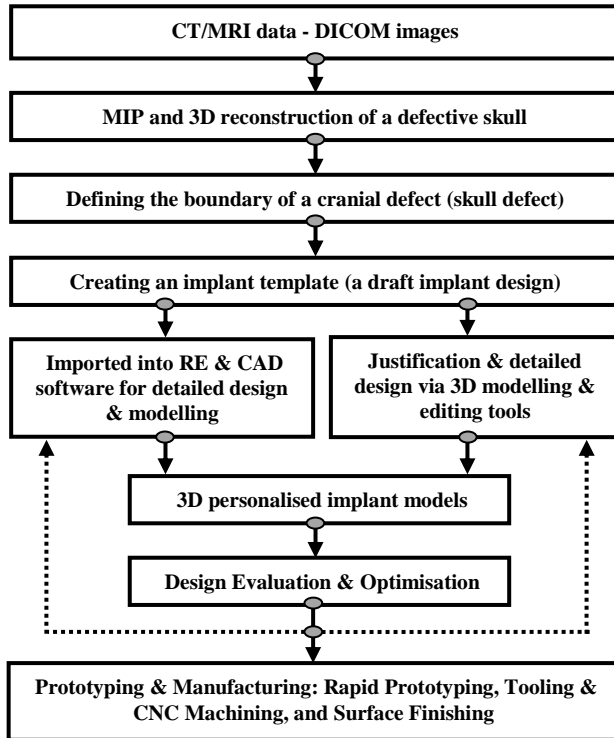 CT/MRI data - DICOM images
MIP and 3D reconstruction of a defective skull
Defining the boundary of a cranial defect (skull defect)
Creating an implant template (a draft implant design)
Imported into RE & CAD
software for detailed design
& modelling
Justification & detailed
design via 3D modelling &
editing tools
3D personalised implant models
Design Evaluation & Optimisation
Prototyping & Manufacturing: Rapid Prototyping, Tooling &
CNC Machining, and Surface Finishing